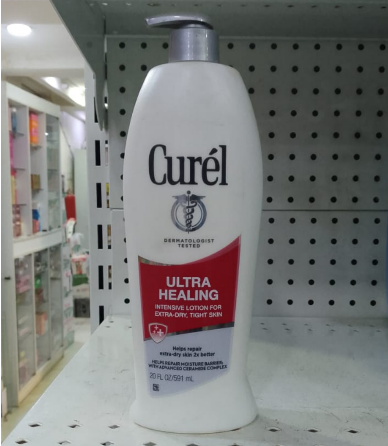 Curél
DERMATOLOGIST
TESTED
ULTRA
HEALING
INTENSIVE LOTION FOR
EXTRA-DRY, TIGHT SKIN
Helps repair
extra-dry skin 2x better
HELPS REPAIR MOISTURE BARRIER,
WITH ADVANCED CERAMIDE COMPLEX
20 FL OZ/591 mL